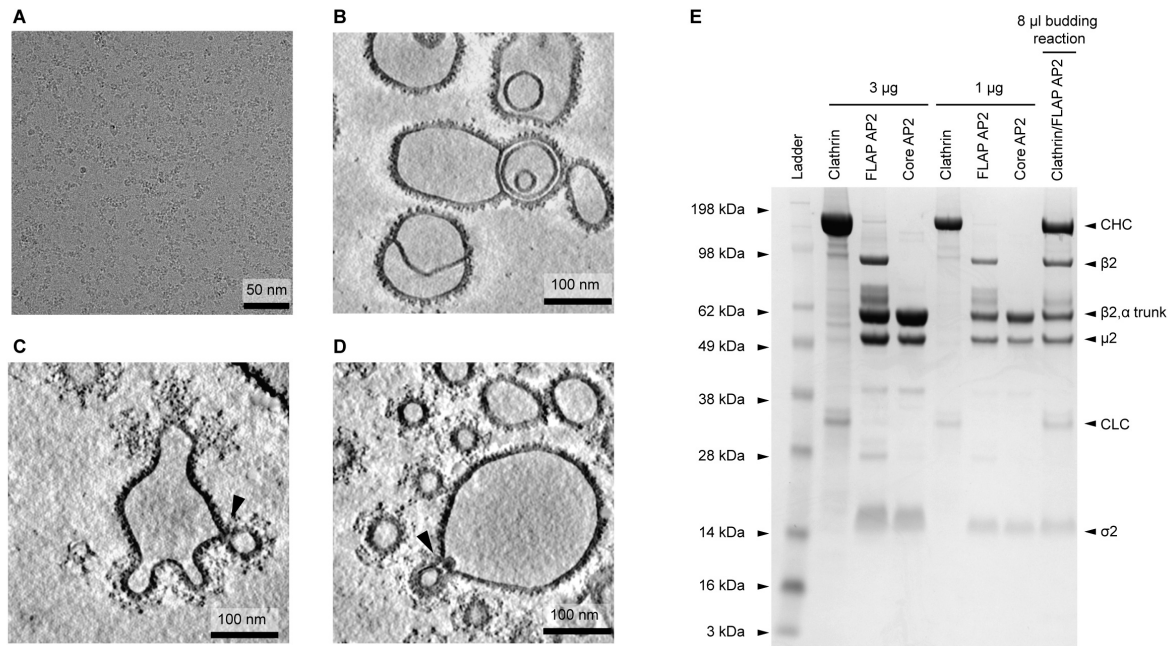 A
B
E
8 µl budding
reaction
3 µg
1 µg
Ladder
Clathrin
FLAP AP2
Core AP2
Clathrin
FLAP AP2
Core AP2
Clathrin/FLAP AP2
50 nm
100 nm
198 kDa
98 kDa
62 kDa
49 kDa
38 kDa
28 kDa
14 kDa
16 kDa
3 kDa
CHC
β2
β2,α trunk
µ2
CLC
σ2
C
D
100 nm
100 nm